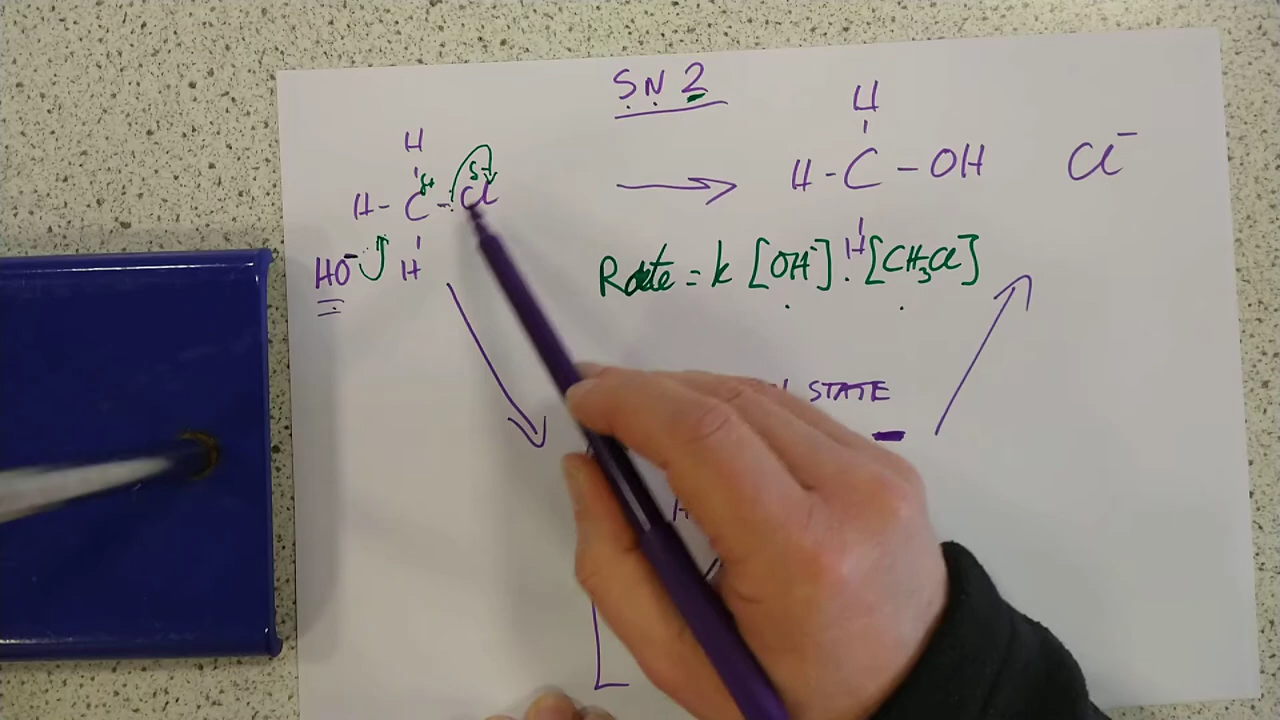 SN2
H H
H - C δ+ - Cl δ- → H - C - OH Cl⁻
HO⁻ H H
Rate = k [OH⁻] . [CH₃Cl]
STATE
H